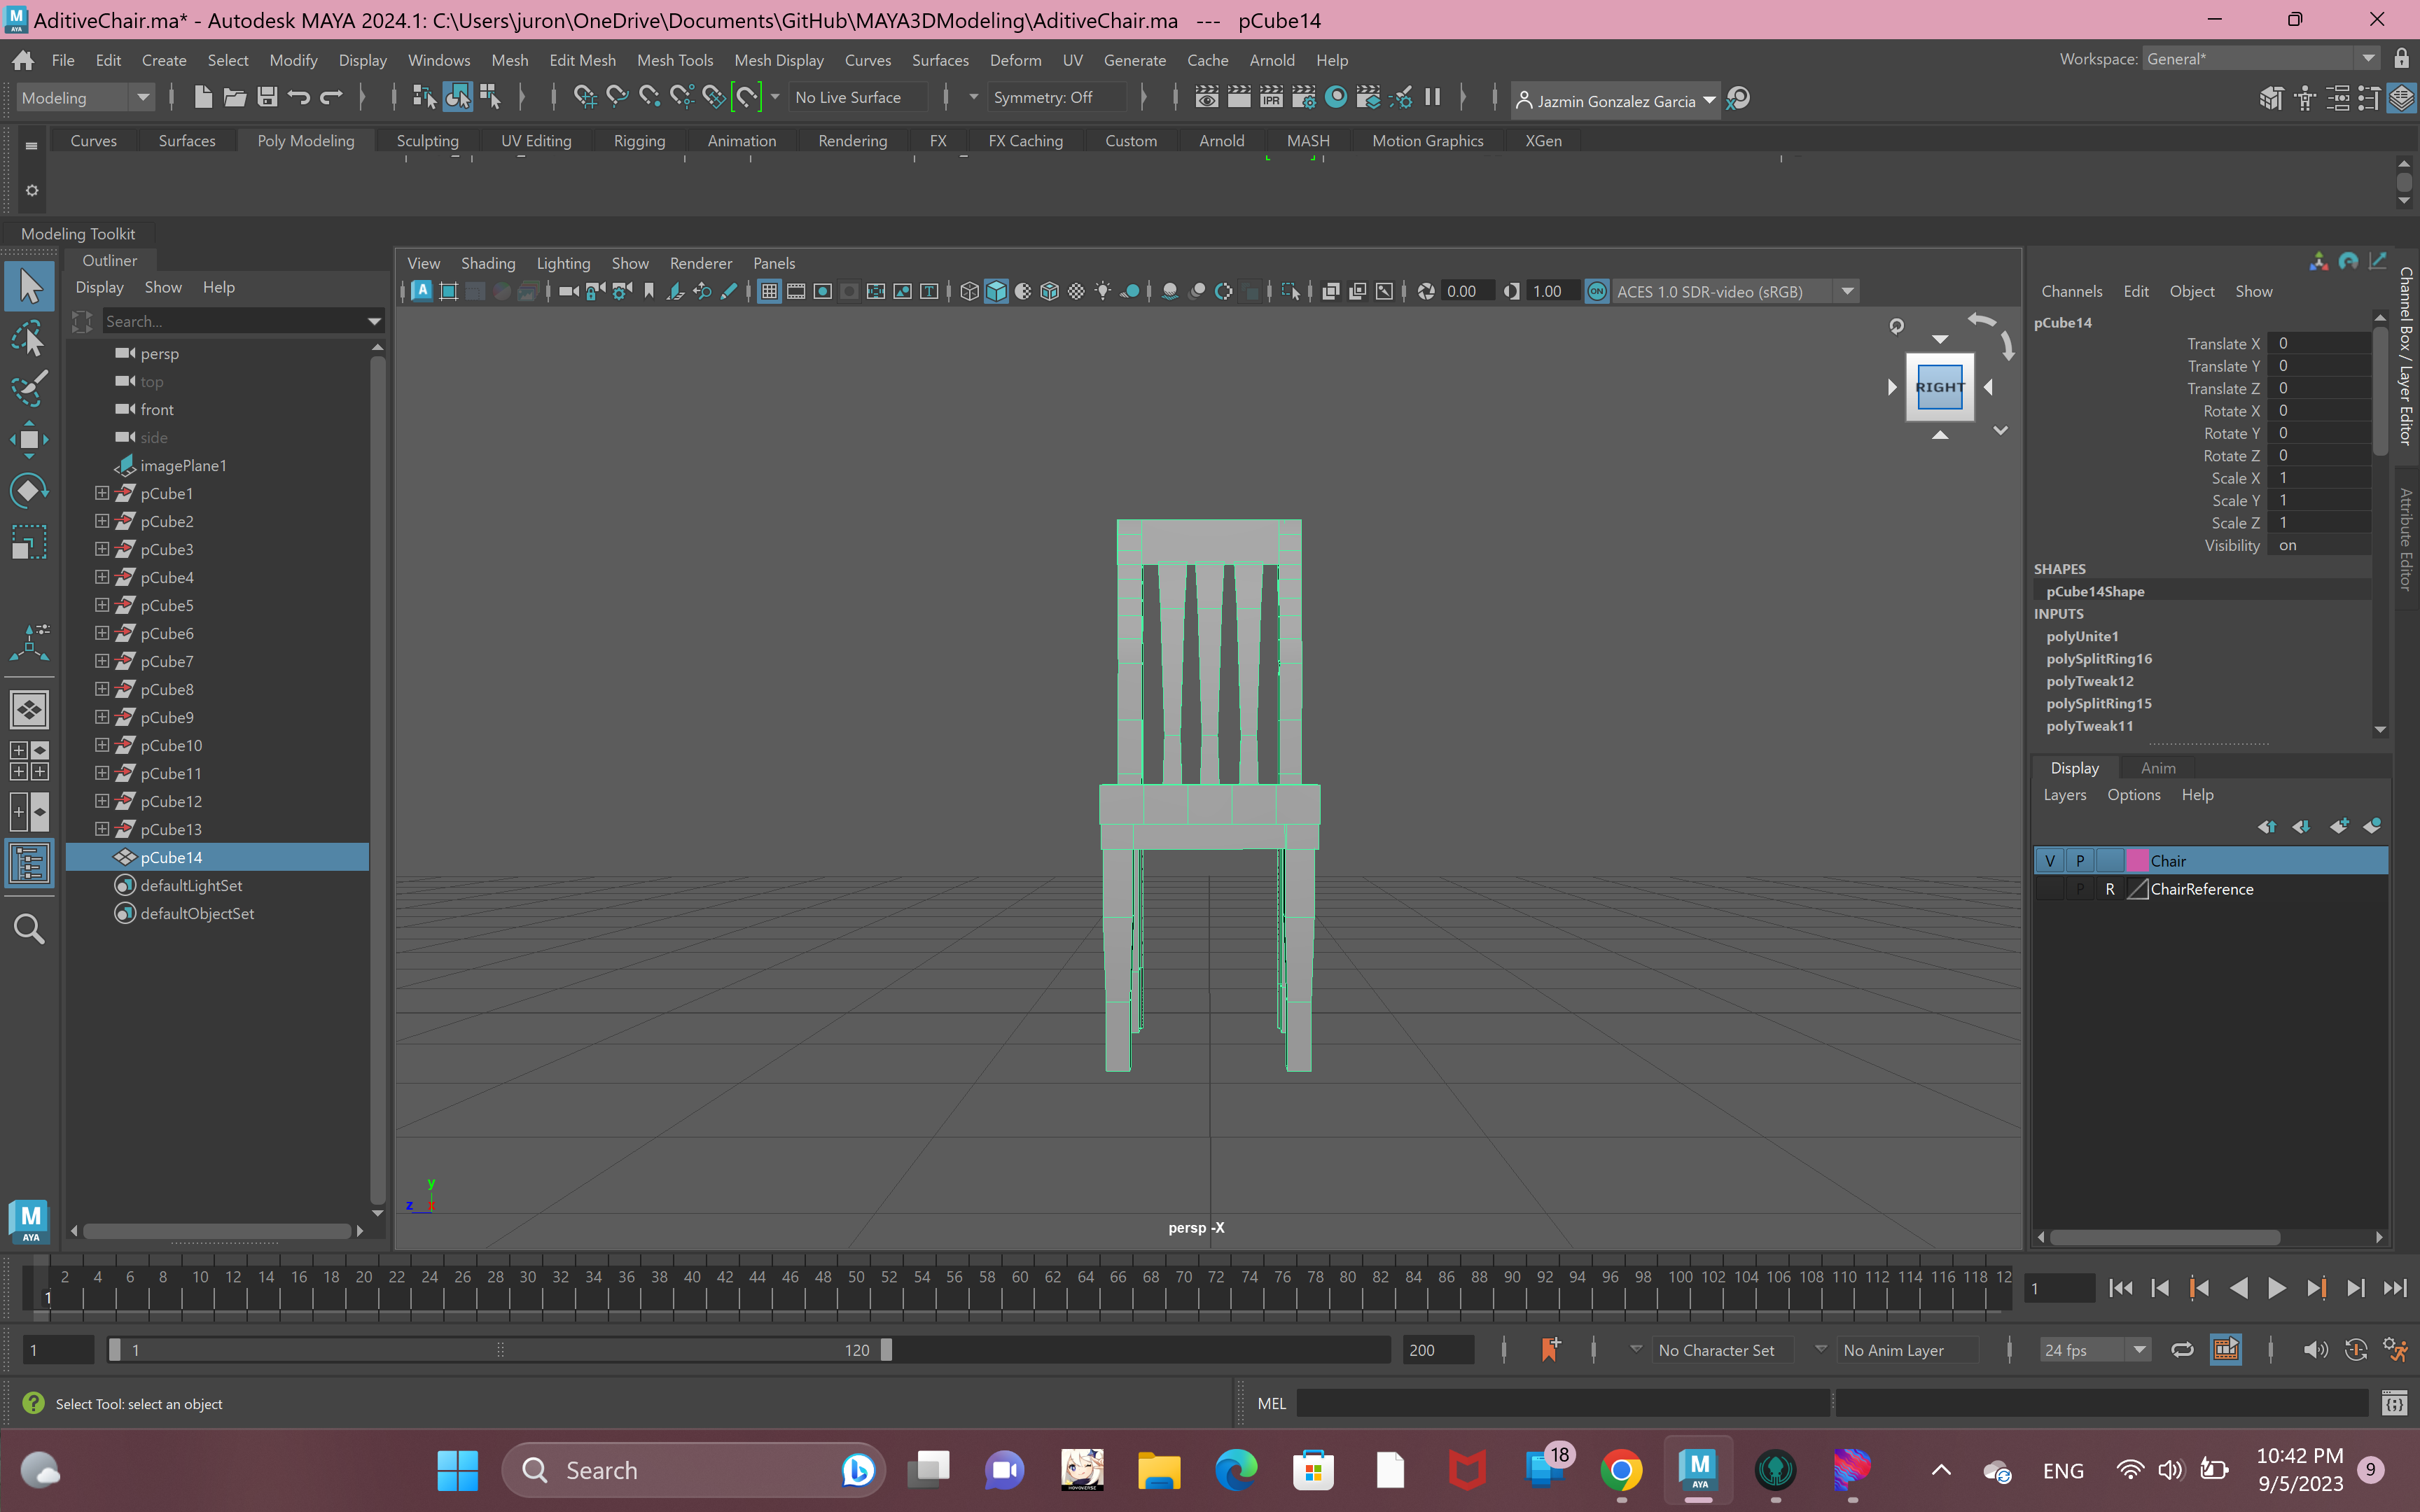 AditiveChair.ma* - Autodesk MAYA 2024.1: C:\Users\juron\OneDrive\Documents\GitHub\MAYA3DModeling\AditiveChair.ma --- pCube14
File Edit Create Select Modify Display Windows Mesh Edit Mesh Mesh Tools Mesh Display Curves Surfaces Deform UV Generate Cache Arnold Help Workspace: General*
Modeling No Live Surface Symmetry: Off IPR Jazmin Gonzalez Garcia
Curves Surfaces Poly Modeling Sculpting UV Editing Rigging Animation Rendering FX FX Caching Custom Arnold MASH Motion Graphics XGen
Modeling Toolkit
Outliner
Display Show Help
Search...
persp
top
front
side
imagePlane1
pCube1
pCube2
pCube3
pCube4
pCube5
pCube6
pCube7
pCube8
pCube9
pCube10
pCube11
pCube12
pCube13
pCube14
defaultLightSet
defaultObjectSet
M
AYA
View Shading Lighting Show Renderer Panels
0.00 1.00 ON ACES 1.0 SDR-video (sRGB)
RIGHT
y
z x
persp -X
Channels Edit Object Show
pCube14
Translate X 0
Translate Y 0
Translate Z 0
Rotate X 0
Rotate Y 0
Rotate Z 0
Scale X 1
Scale Y 1
Scale Z 1
Visibility on
SHAPES
pCube14Shape
INPUTS
polyUnite1
polySplitRing16
polyTweak12
polySplitRing15
polyTweak11
Display Anim
Layers Options Help
V P Chair
P R ChairReference
Channel Box / Layer Editor
Attribute Editor
2 4 6 8 10 12 14 16 18 20 22 24 26 28 30 32 34 36 38 40 42 44 46 48 50 52 54 56 58 60 62 64 66 68 70 72 74 76 78 80 82 84 86 88 90 92 94 96 98 100 102 104 106 108 110 112 114 116 118 12
1 1
1 1 120 200 No Character Set No Anim Layer 24 fps
Select Tool: select an object MEL
Search 18 ENG 10:42 PM
9/5/2023 9